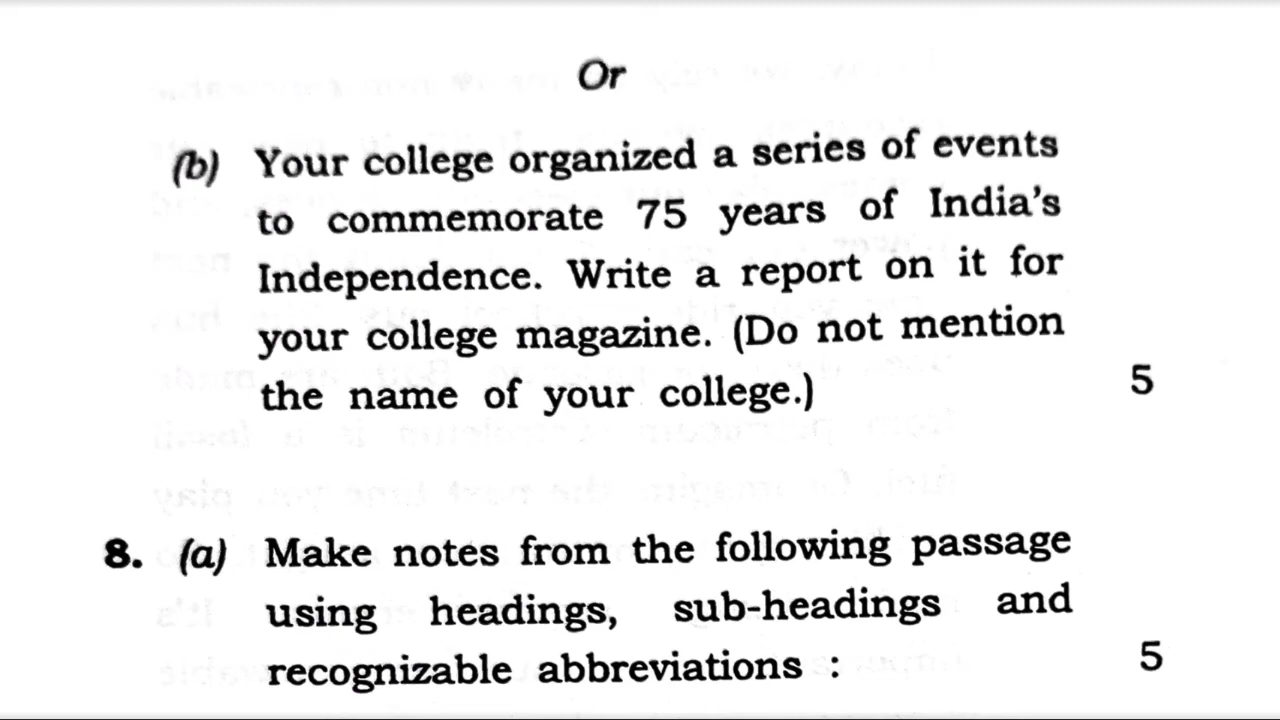 Or
(b) Your college organized a series of events
to commemorate 75 years of India's
Independence. Write a report on it for
your college magazine. (Do not mention
the name of your college.) 5
8. (a) Make notes from the following passage
using headings, sub-headings and
recognizable abbreviations : 5